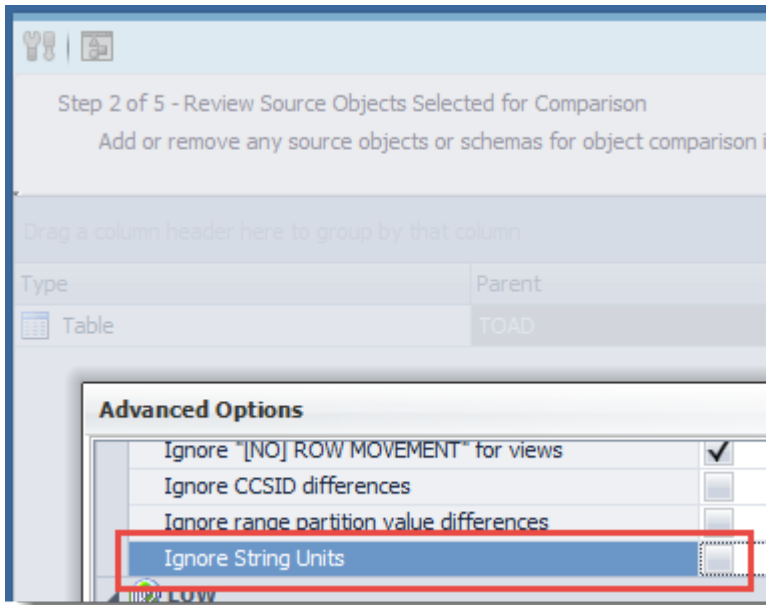 Step 2 of 5 - Review Source Objects Selected for Comparison
Add or remove any source objects or schemas for object comparison i
Drag a column header here to group by that column
Type Parent
Table TOAD
Advanced Options
Ignore "[NO] ROW MOVEMENT" for views
Ignore CCSID differences
Ignore range partition value differences
Ignore String Units
LOW